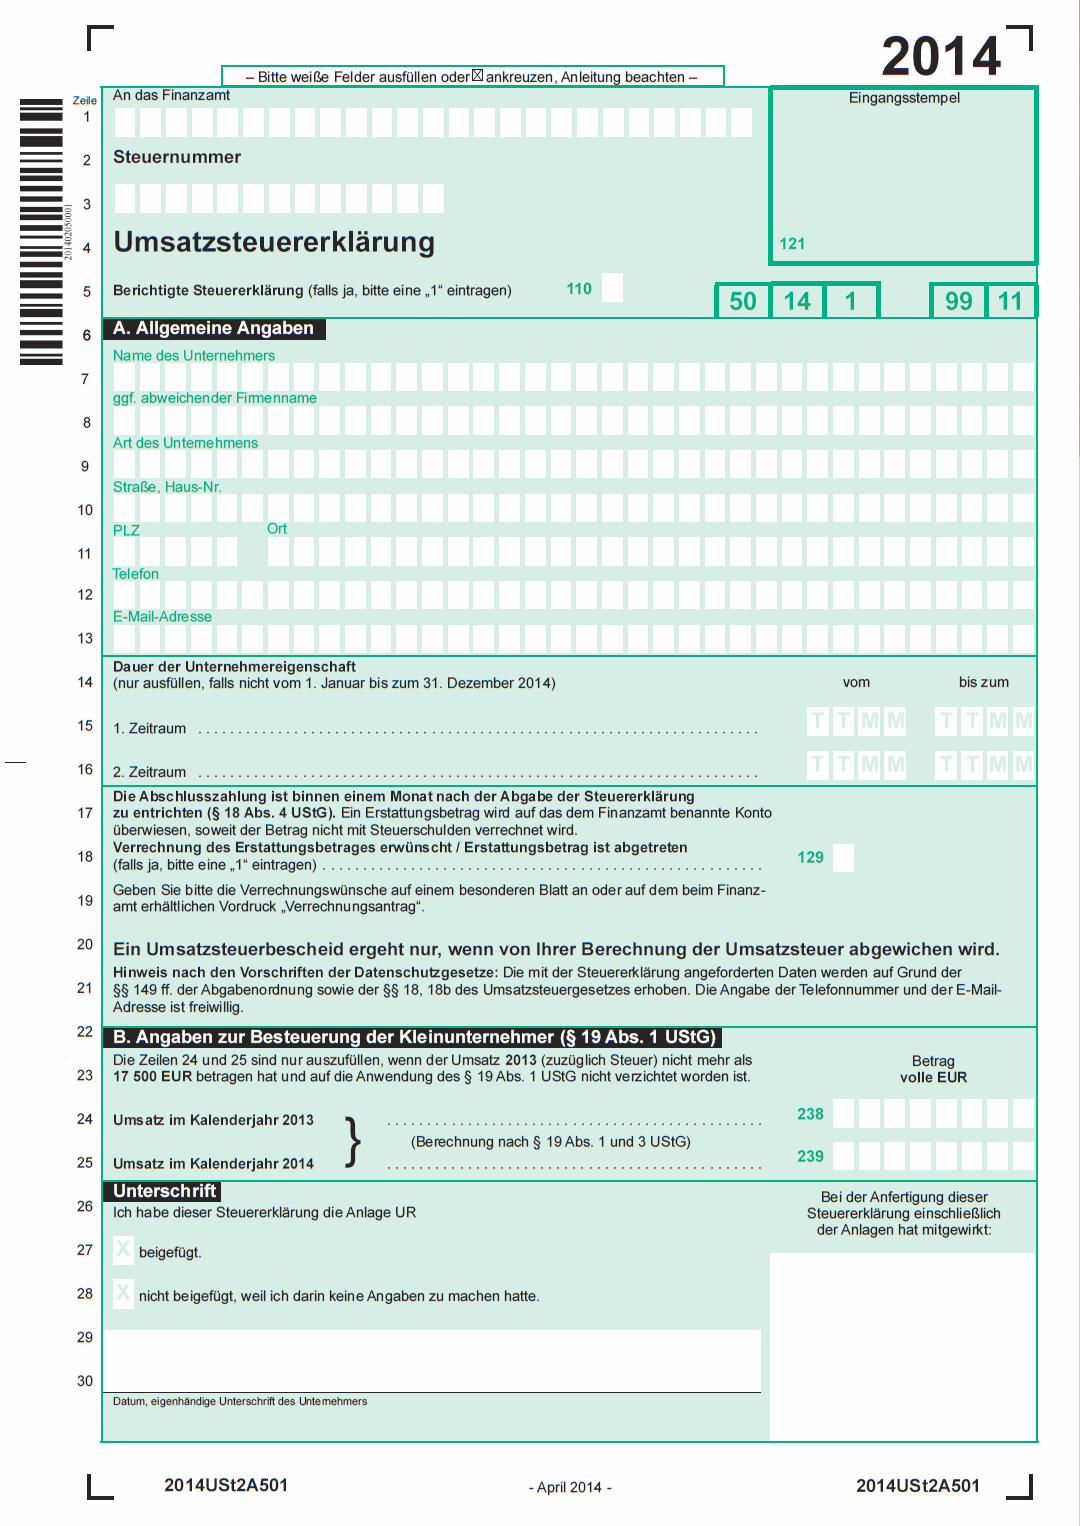 2014
– Bitte weiße Felder ausfüllen oder ☒ ankreuzen, Anleitung beachten –
Zeile
An das Finanzamt
Eingangsstempel
1
2 Steuernummer
3
201402050001
4 Umsatzsteuererklärung
121
5 Berichtigte Steuererklärung (falls ja, bitte eine „1“ eintragen) 110
50 14 1 99 11
6 A. Allgemeine Angaben
Name des Unternehmers
7
ggf. abweichender Firmenname
8
Art des Unternehmens
9
Straße, Haus-Nr.
10
PLZ Ort
11
Telefon
12
E-Mail-Adresse
13
Dauer der Unternehmereigenschaft
14 (nur ausfüllen, falls nicht vom 1. Januar bis zum 31. Dezember 2014) vom bis zum
15 1. Zeitraum T T M M T T M M
16 2. Zeitraum T T M M T T M M
Die Abschlusszahlung ist binnen einem Monat nach der Abgabe der Steuererklärung
17 zu entrichten (§ 18 Abs. 4 UStG). Ein Erstattungsbetrag wird auf das dem Finanzamt benannte Konto
überwiesen, soweit der Betrag nicht mit Steuerschulden verrechnet wird.
Verrechnung des Erstattungsbetrages erwünscht / Erstattungsbetrag ist abgetreten
18 (falls ja, bitte eine „1“ eintragen) 129
Geben Sie bitte die Verrechnungswünsche auf einem besonderen Blatt an oder auf dem beim Finanz-
19 amt erhältlichen Vordruck „Verrechnungsantrag“.
20 Ein Umsatzsteuerbescheid ergeht nur, wenn von Ihrer Berechnung der Umsatzsteuer abgewichen wird.
Hinweis nach den Vorschriften der Datenschutzgesetze: Die mit der Steuererklärung angeforderten Daten werden auf Grund der
21 §§ 149 ff. der Abgabenordnung sowie der §§ 18, 18b des Umsatzsteuergesetzes erhoben. Die Angabe der Telefonnummer und der E-Mail-
Adresse ist freiwillig.
22 B. Angaben zur Besteuerung der Kleinunternehmer (§ 19 Abs. 1 UStG)
Die Zeilen 24 und 25 sind nur auszufüllen, wenn der Umsatz 2013 (zuzüglich Steuer) nicht mehr als
23 17 500 EUR betragen hat und auf die Anwendung des § 19 Abs. 1 UStG nicht verzichtet worden ist.
Betrag
volle EUR
24 Umsatz im Kalenderjahr 2013 238
} (Berechnung nach § 19 Abs. 1 und 3 UStG)
25 Umsatz im Kalenderjahr 2014 239
Unterschrift
26 Ich habe dieser Steuererklärung die Anlage UR
Bei der Anfertigung dieser
Steuererklärung einschließlich
der Anlagen hat mitgewirkt:
27 X beigefügt.
28 X nicht beigefügt, weil ich darin keine Angaben zu machen hatte.
29
30
Datum, eigenhändige Unterschrift des Unternehmers
2014USt2A501 - April 2014 - 2014USt2A501